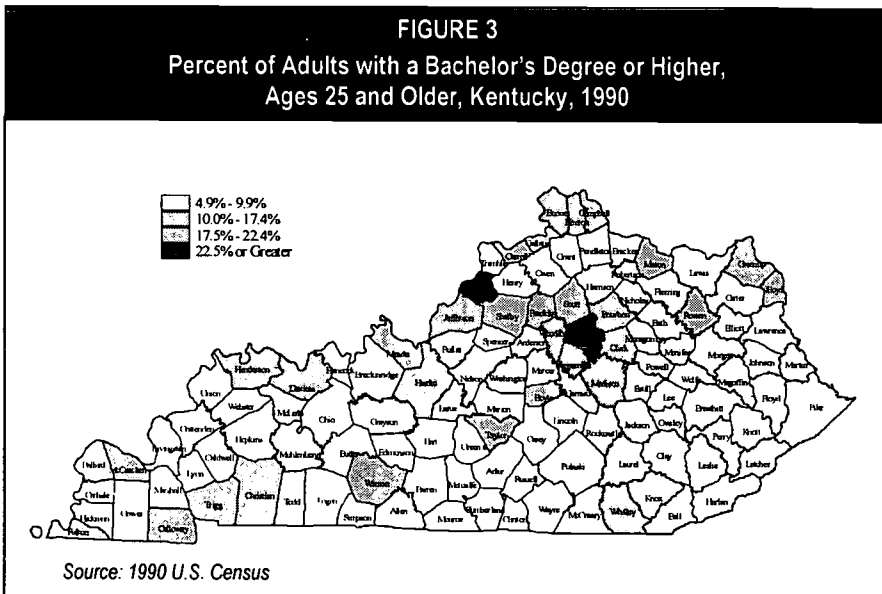 FIGURE 3
Percent of Adults with a Bachelor's Degree or Higher,
Ages 25 and Older, Kentucky, 1990
4.9% - 9.9%
10.0% - 17.4%
17.5% - 22.4%
22.5% or Greater
Campbell
Grant
Pendleton
Bracken
Mason
Lewis
Greenup
Boyd
Trimble
Carroll
Owen
Henry
Robertson
Harrison
Fleming
Carter
Nicholas
Rowan
Elliott
Lawrence
Jefferson
Shelby
Scott
Bourbon
Bath
Spencer
Clark
Montgomery
Menifee
Morgan
Johnson
Martin
Meade
Bullitt
Nelson
Washington
Mercer
Madison
Powell
Estill
Wolfe
Magoffin
Henderson
Daviess
Hancock
Breckinridge
Hardin
Boyle
Lee
Breathitt
Floyd
Pike
Union
Webster
McLean
Ohio
Grayson
Larue
Marion
Lincoln
Jackson
Owsley
Perry
Knott
Crittenden
Hopkins
Muhlenberg
Butler
Edmonson
Hart
Green
Taylor
Casey
Rockcastle
Clay
Leslie
Letcher
Livingston
Caldwell
Lyon
Warren
Barren
Metcalfe
Adair
Russell
Pulaski
Laurel
Knox
Harlan
Ballard
McCracken
Marshall
Trigg
Christian
Todd
Logan
Simpson
Allen
Monroe
Cumberland
Clinton
Wayne
McCreary
Whitley
Bell
Carlisle
Hickman
Graves
Calloway
Fulton
Source: 1990 U.S. Census